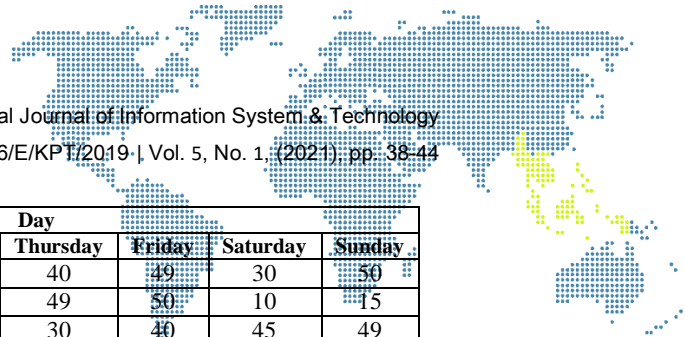 al Journal of Information System & Technology
6/E/KPT/2019 | Vol. 5, No. 1, (2021), pp. 38-44
Day
Thursday Friday Saturday Sunday
40 49 30 50
49 50 10 15
30 40 45 49